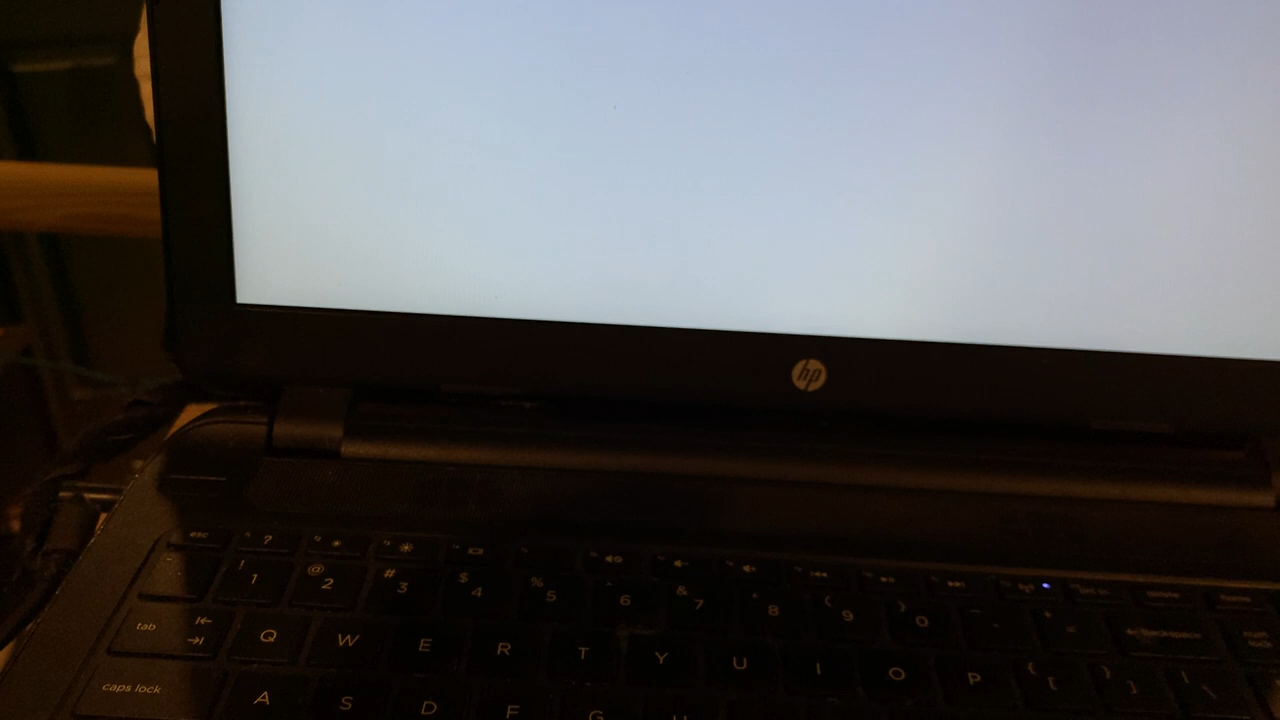 hp
esc ?
! 1 @ 2 # 3 $ 4 % 5 6 & 7 8 ( 9 ) 0 - =
backspace
tab Q W E R T Y U I O P { [ } ] \
caps lock A S D F G